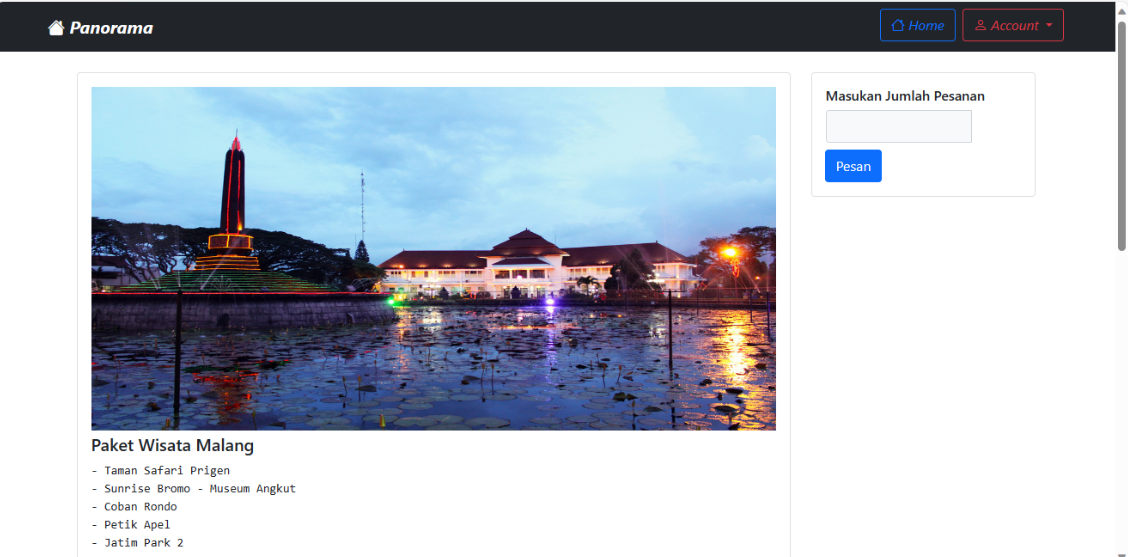 Panorama
Home
Account
Masukan Jumlah Pesanan
Pesan
Paket Wisata Malang
- Taman Safari Prigen
- Sunrise Bromo - Museum Angkut
- Coban Rondo
- Petik Apel
- Jatim Park 2